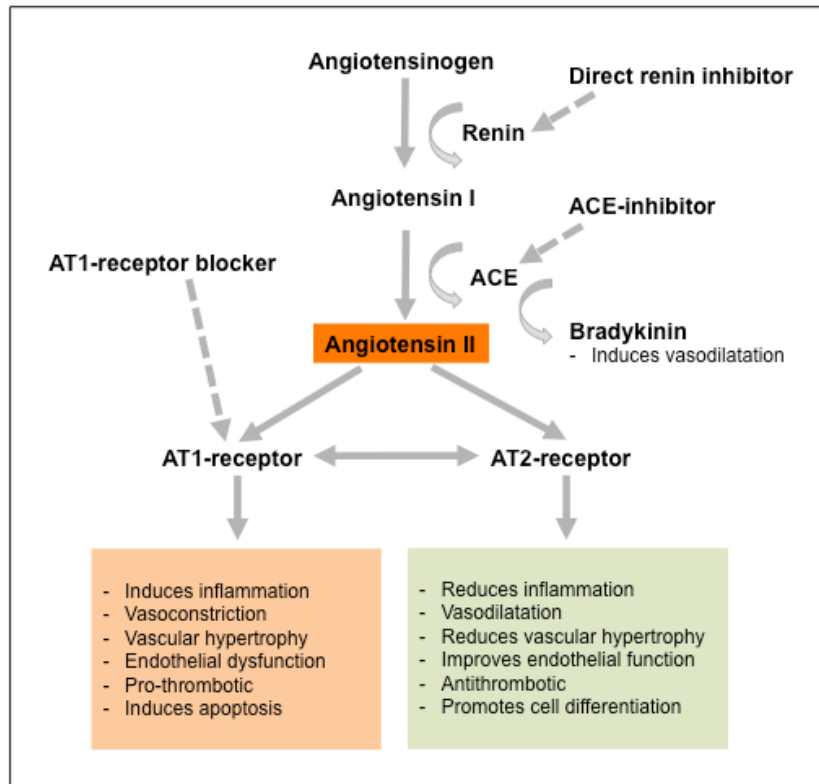 Angiotensinogen
Direct renin inhibitor
Renin
Angiotensin I
ACE-inhibitor
AT1-receptor blocker
ACE
Bradykinin
- Induces vasodilatation
Angiotensin II
AT1-receptor
AT2-receptor
- Induces inflammation
- Vasoconstriction
- Vascular hypertrophy
- Endothelial dysfunction
- Pro-thrombotic
- Induces apoptosis
- Reduces inflammation
- Vasodilatation
- Reduces vascular hypertrophy
- Improves endothelial function
- Antithrombotic
- Promotes cell differentiation